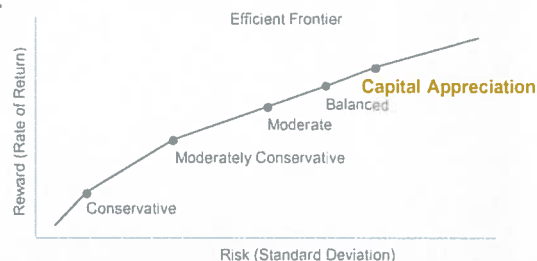 Efficient Frontier
Reward (Rate of Return)
Capital Appreciation
Balanced
Moderate
Moderately Conservative
Conservative
Risk (Standard Deviation)